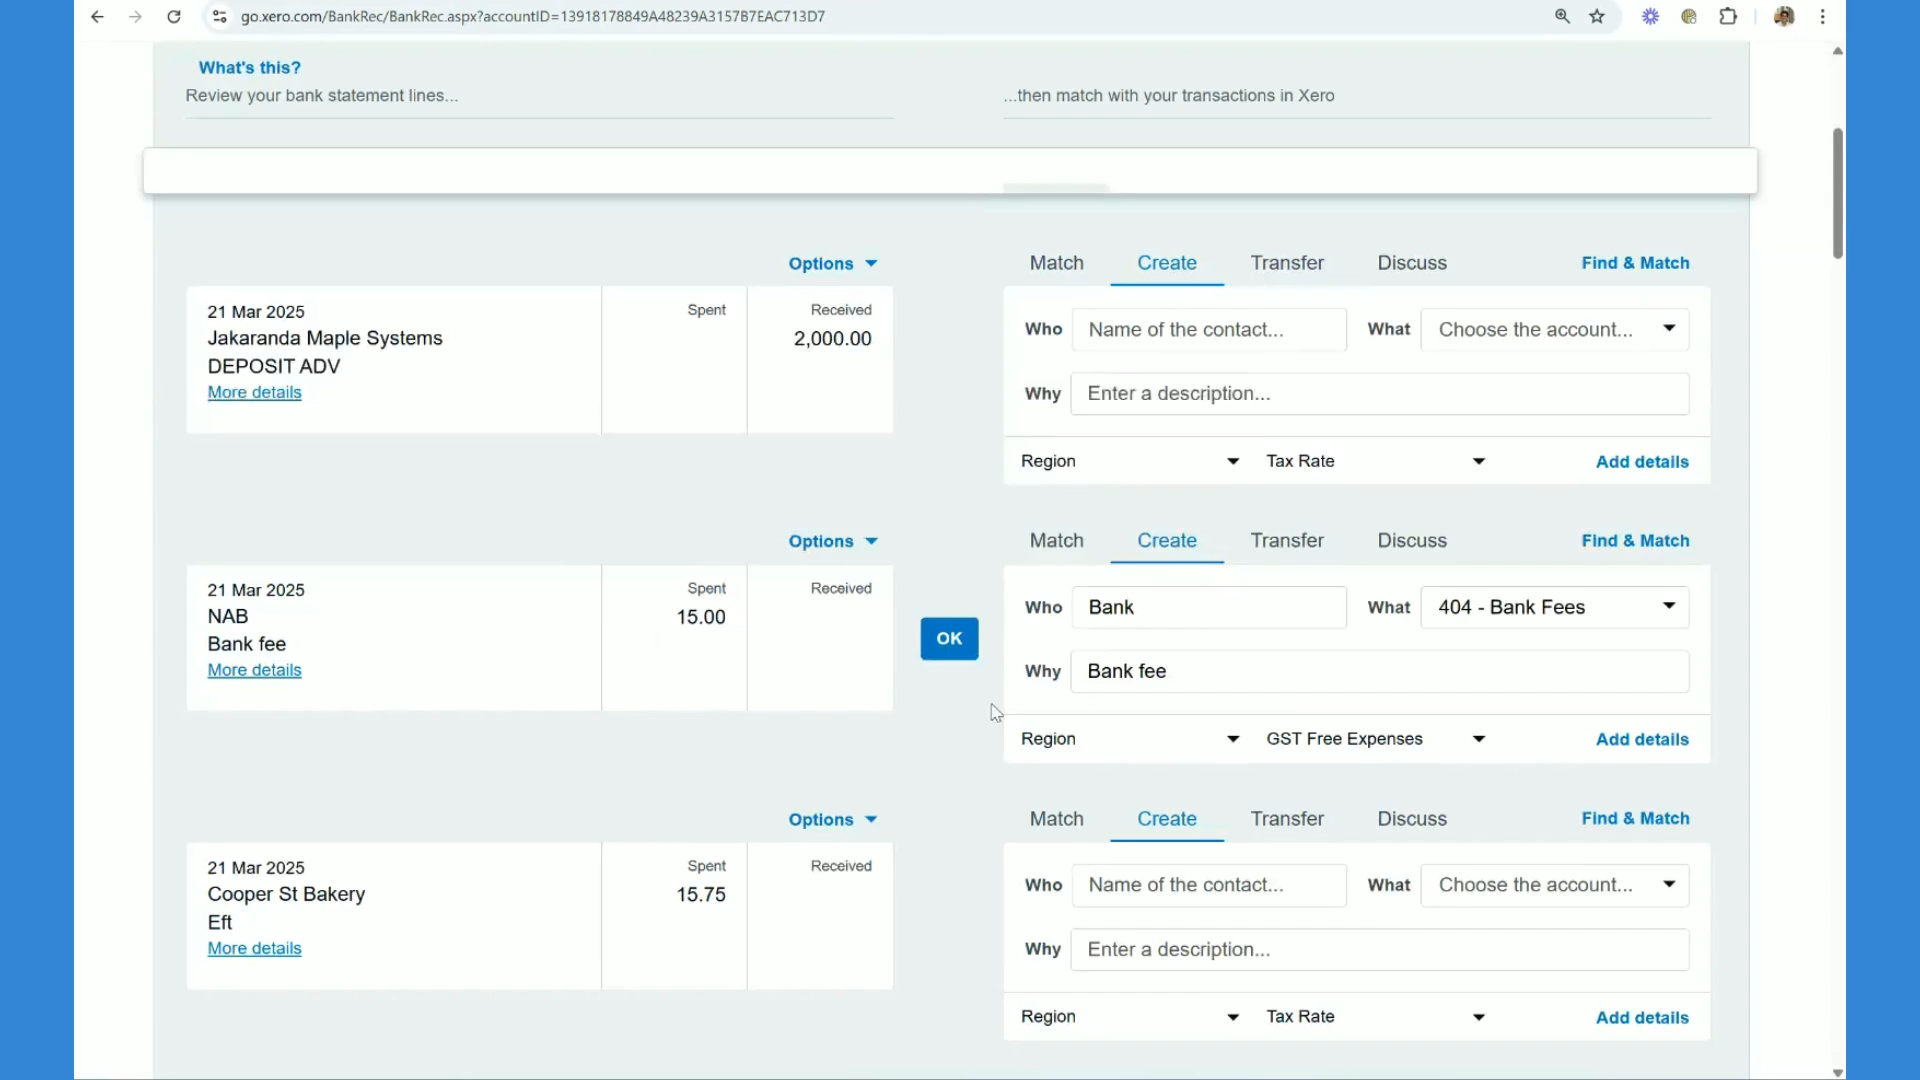 go.xero.com/BankRec/BankRec.aspx?accountID=13918178849A48239A3157B7EAC713D7
What's this?
Review your bank statement lines...
...then match with your transactions in Xero
Options
Match Create Transfer Discuss Find & Match
21 Mar 2025
Jakaranda Maple Systems
DEPOSIT ADV
More details
Spent
Received
2,000.00
Who Name of the contact... What Choose the account...
Why Enter a description...
Region Tax Rate Add details
Options
Match Create Transfer Discuss Find & Match
21 Mar 2025
NAB
Bank fee
More details
Spent
15.00
Received
OK
Who Bank What 404 - Bank Fees
Why Bank fee
Region GST Free Expenses Add details
Options
Match Create Transfer Discuss Find & Match
21 Mar 2025
Cooper St Bakery
Eft
More details
Spent
15.75
Received
Who Name of the contact... What Choose the account...
Why Enter a description...
Region Tax Rate Add details